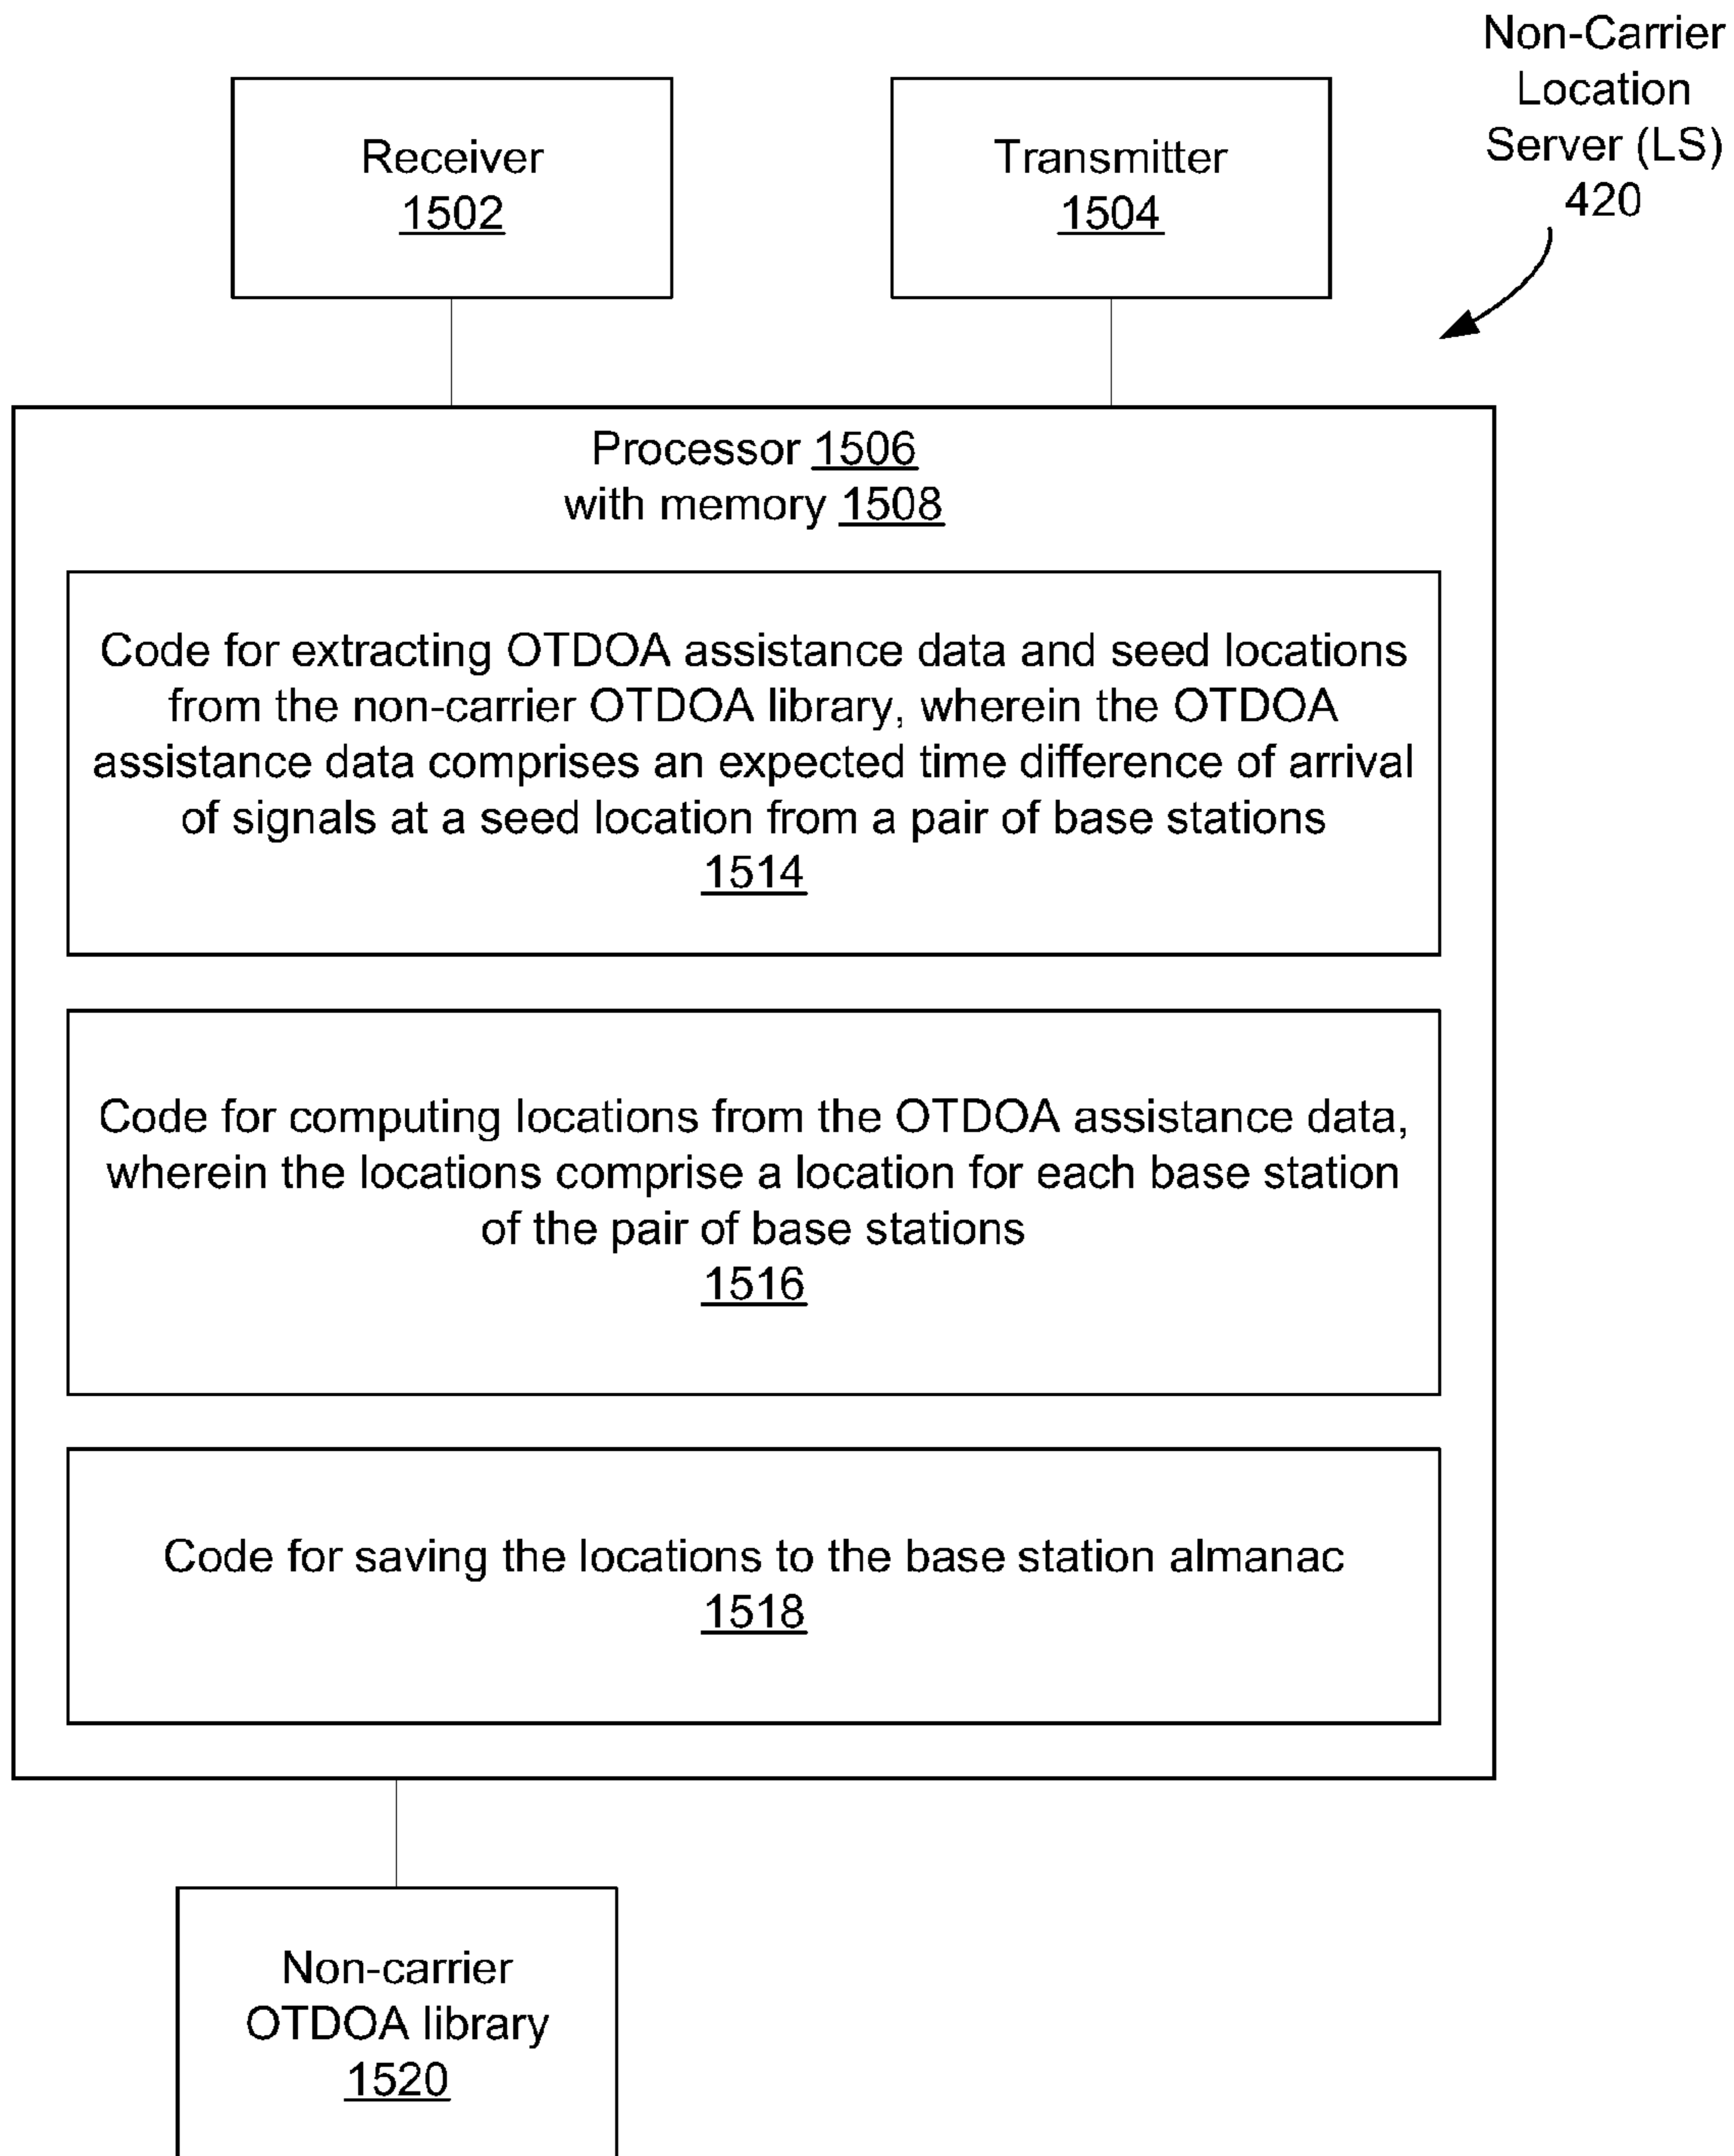 Non-Carrier
Location
Server (LS)
420
Receiver
1502
Transmitter
1504
Processor 1506
with memory 1508
Code for extracting OTDOA assistance data and seed locations
from the non-carrier OTDOA library, wherein the OTDOA
assistance data comprises an expected time difference of arrival
of signals at a seed location from a pair of base stations
1514
Code for computing locations from the OTDOA assistance data,
wherein the locations comprise a location for each base station
of the pair of base stations
1516
Code for saving the locations to the base station almanac
1518
Non-carrier
OTDOA library
1520